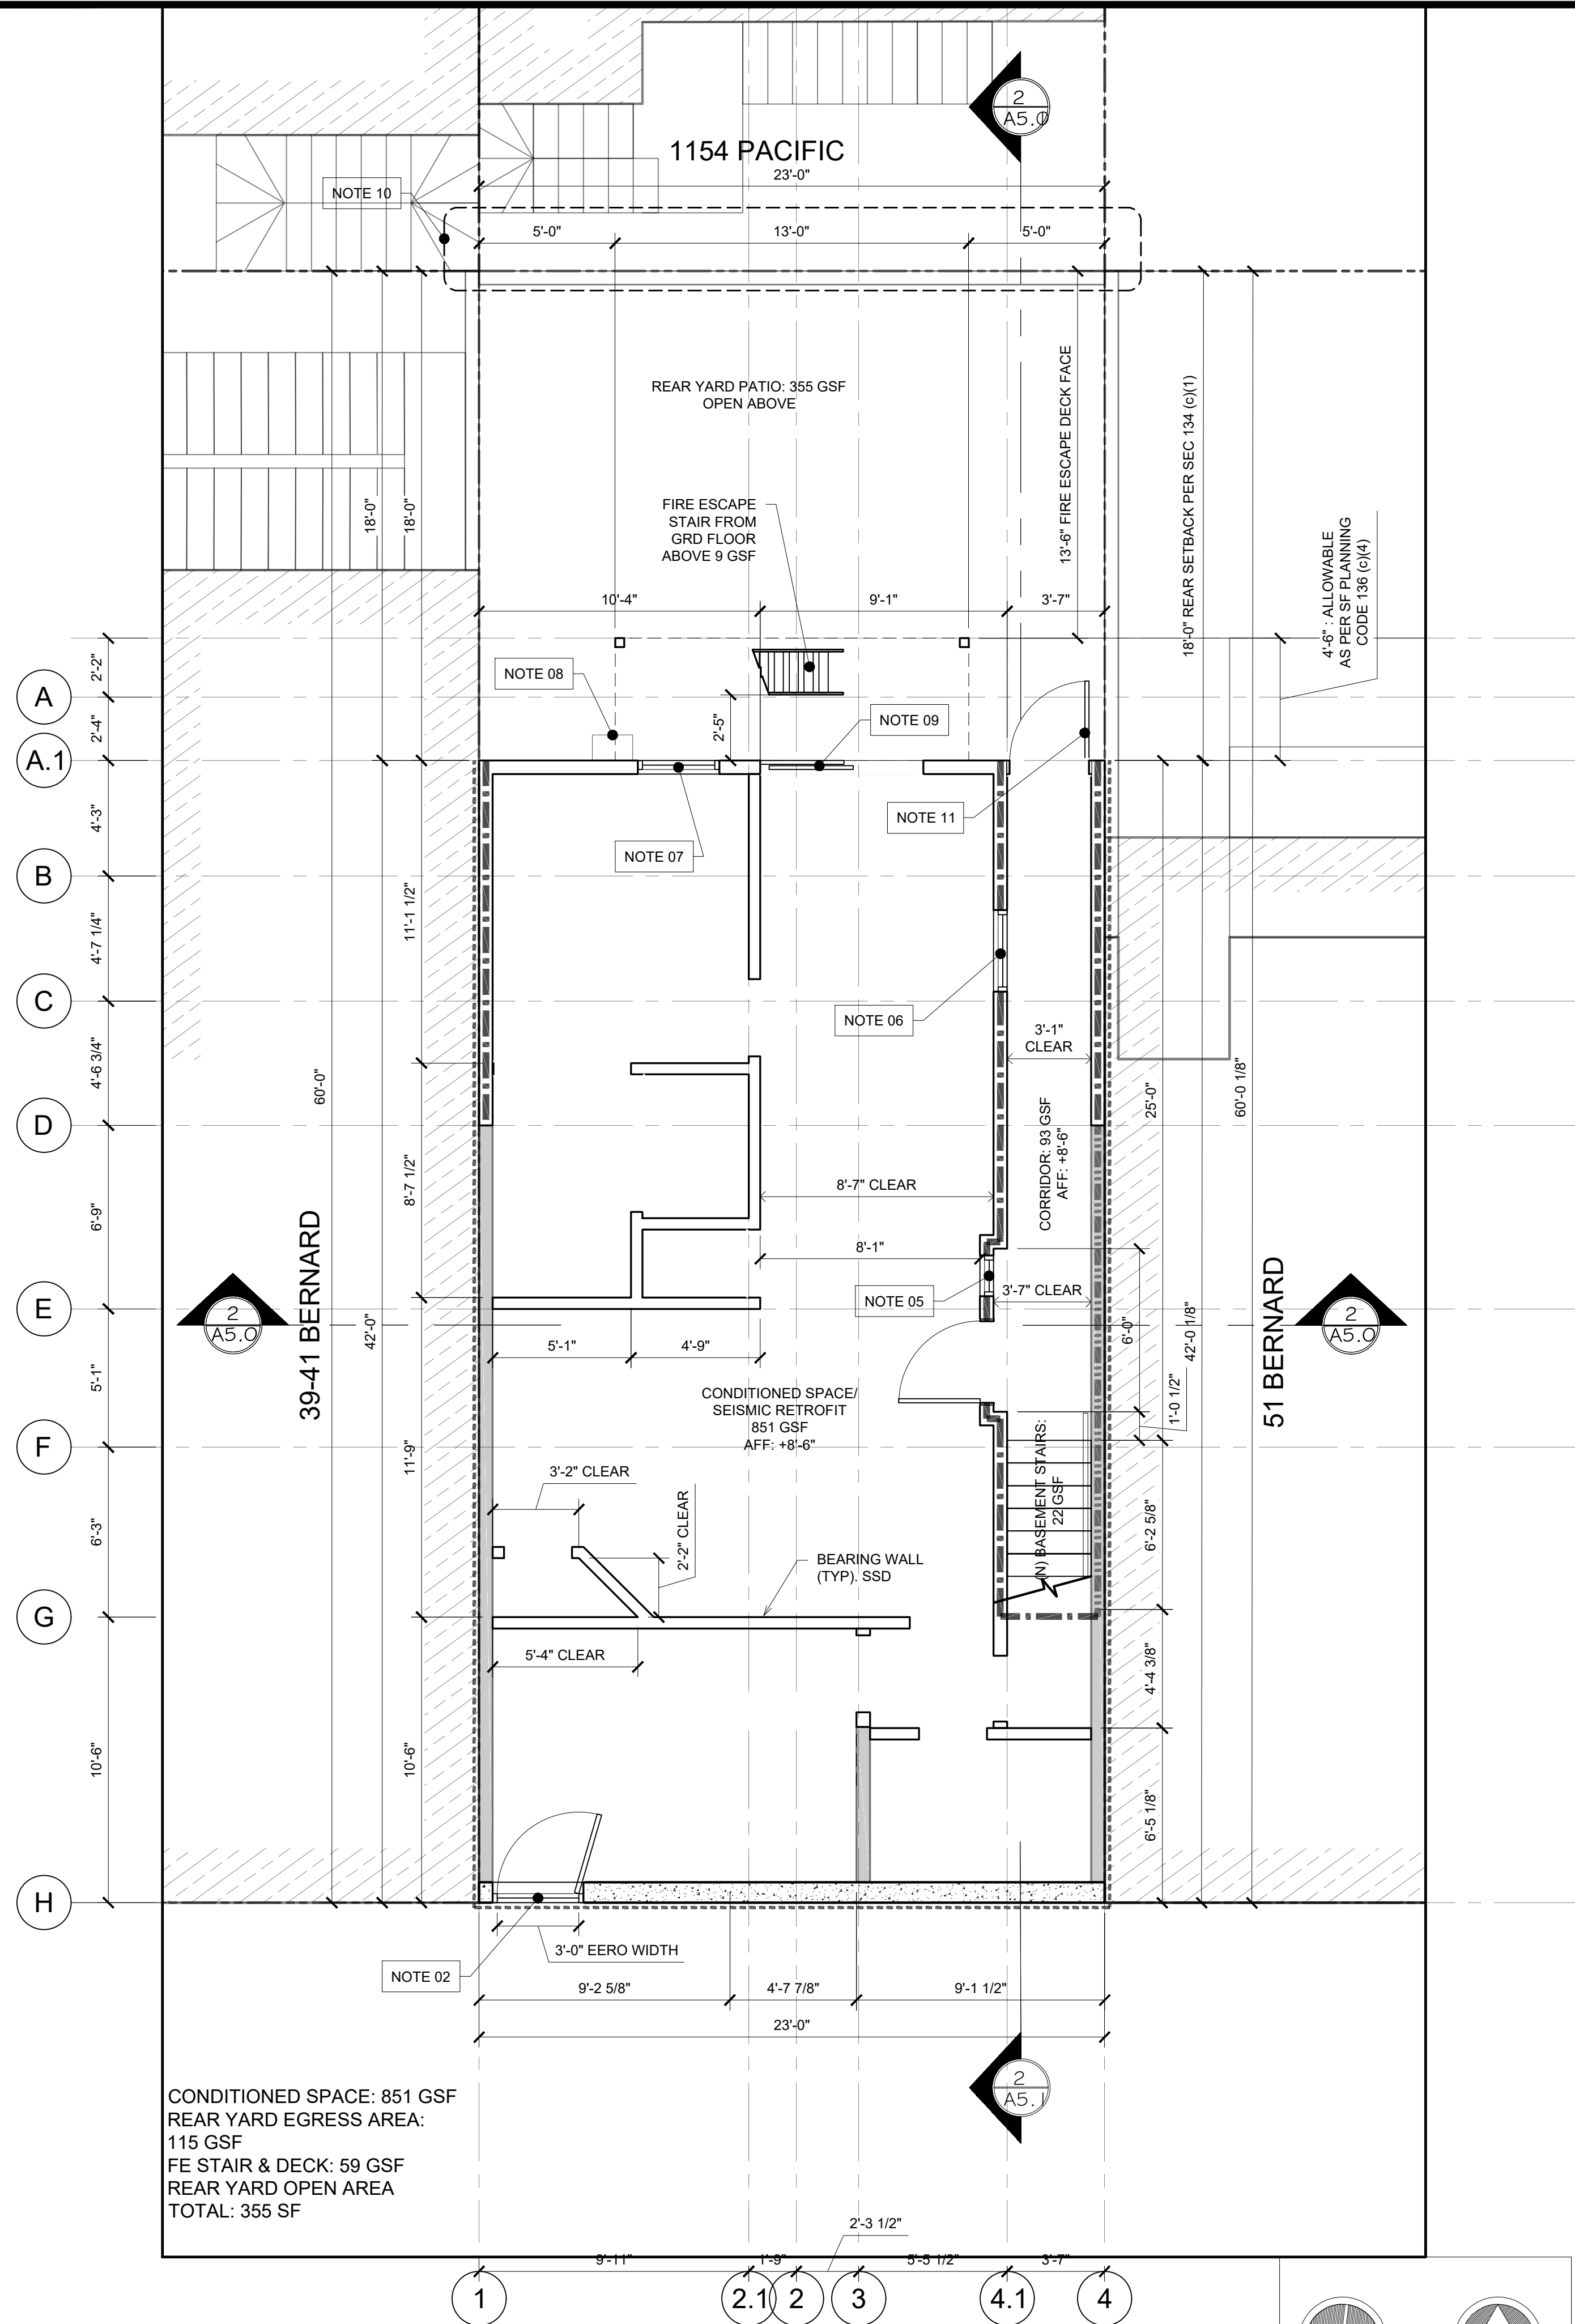 2
A5.0
1154 PACIFIC
23'-0"
NOTE 10
5'-0"
13'-0"
5'-0"
REAR YARD PATIO: 355 GSF
OPEN ABOVE
13'-6" FIRE ESCAPE DECK FACE
18'-0" REAR SETBACK PER SEC 134 (c)(1)
18'-0"
18'-0"
FIRE ESCAPE
STAIR FROM
GRD FLOOR
ABOVE 9 GSF
4'-6" : ALLOWABLE
AS PER SF PLANNING
CODE 136 (c)(4)
10'-4"
9'-1"
3'-7"
2'-2"
NOTE 08
A
2'-4"
2'-5"
NOTE 09
A.1
4'-3"
NOTE 11
NOTE 07
B
11'-1 1/2"
4'-7 1/4"
C
NOTE 06
3'-1"
CLEAR
4'-6 3/4"
60'-0"
25'-0"
60'-0 1/8"
D
CORRIDOR: 93 GSF
AFF: +8'-6"
8'-7 1/2"
8'-7" CLEAR
6'-9"
39-41 BERNARD
8'-1"
51 BERNARD
NOTE 05
3'-7" CLEAR
E
2
A5.0
42'-0"
6'-0"
42'-0 1/8"
2
A5.0
5'-1"
5'-1"
4'-9"
1'-0 1/2"
CONDITIONED SPACE/
SEISMIC RETROFIT
851 GSF
AFF: +8'-6"
F
11'-9"
3'-2" CLEAR
(N) BASEMENT STAIRS:
22 GSF
6'-3"
2'-2" CLEAR
6'-2 5/8"
BEARING WALL
(TYP). SSD
G
5'-4" CLEAR
4'-4 3/8"
10'-6"
10'-6"
6'-5 1/8"
H
3'-0" EERO WIDTH
NOTE 02
9'-2 5/8"
4'-7 7/8"
9'-1 1/2"
23'-0"
2
A5.1
CONDITIONED SPACE: 851 GSF
REAR YARD EGRESS AREA:
115 GSF
FE STAIR & DECK: 59 GSF
REAR YARD OPEN AREA
TOTAL: 355 SF
2'-3 1/2"
9'-11"
1'-9"
5'-5 1/2"
3'-7"
1
2.1
2
3
4.1
4